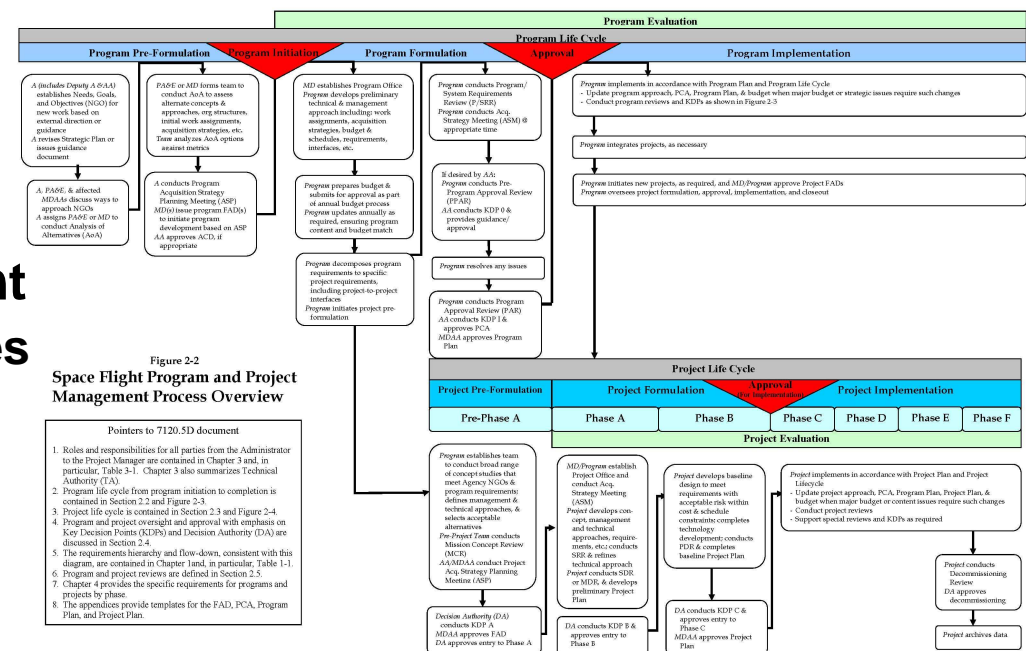 Program Evaluation
Program Life Cycle
Program Pre-Formulation
Program Initiation
Program Formulation
Approval
Program Implementation
A (includes Deputy A &AA)
establishes Needs, Goals,
and Objectives (NGO) for
new work based on
external direction or
guidance
A revises Strategic Plan or
issues guidance
document
A, PA&E, & affected
MDAAs discuss ways to
approach NGOs
A assigns PA&E or MD to
conduct Analysis of
Alternatives (AoA)
PA&E or MD forms team to
conduct AoA to assess
alternate concepts &
approaches, org structures,
initial work assignments,
acquisition strategies, etc.
Team analyzes AoA options
against metrics
A conducts Program
Acquisition Strategy
Planning Meeting (ASP)
MD(s) issue program FAD(s)
to initiate program
development based on ASP
AA approves ACD, if
appropriate
MD establishes Program Office
Program develops preliminary
technical & management
approach including: work
assignments, acquisition
strategies, budget &
schedules, requirements,
interfaces, etc.
Program prepares budget &
submits for approval as part
of annual budget process
Program updates annually as
required, ensuring program
content and budget match
Program decomposes program
requirements to specific
project requirements,
including project-to-project
interfaces
Program initiates project pre-
formulation
Program conducts Program/
System Requirements
Review (P/SRR)
Program conducts Acq.
Strategy Meeting (ASM) @
appropriate time
If desired by AA:
Program conducts Pre-
Program Approval Review
(PPAR)
AA conducts KDP 0 &
provides guidance/
approval
Program resolves any issues
Program conducts Program
Approval Review (PAR)
AA conducts KDP I &
approves PCA
MDAA approves Program
Plan
Program implements in accordance with Program Plan and Program Life Cycle
- Update program approach, PCA, Program Plan, & budget when major budget or strategic issues require such changes
- Conduct program reviews and KDPs as shown in Figure 2-3
Program integrates projects, as necessary
Program initiates new projects, as required, and MD/Program approve Project FADs
Program oversees project formulation, approval, implementation, and closeout
nt
es
Figure 2-2
Space Flight Program and Project
Management Process Overview
Pointers to 7120.5D document
1. Roles and responsibilities for all parties from the Administrator
to the Project Manager are contained in Chapter 3 and, in
particular, Table 3-1. Chapter 3 also summarizes Technical
Authority (TA).
2. Program life cycle from program initiation to completion is
contained in Section 2.2 and Figure 2-3.
3. Project life cycle is contained in Section 2.3 and Figure 2-4.
4. Program and project oversight and approval with emphasis on
Key Decision Points (KDPs) and Decision Authority (DA) are
discussed in Section 2.4.
5. The requirements hierarchy and flow-down, consistent with this
diagram, are contained in Chapter 1and, in particular, Table 1-1.
6. Program and project reviews are defined in Section 2.5.
7. Chapter 4 provides the specific requirements for programs and
projects by phase.
8. The appendices provide templates for the FAD, PCA, Program
Plan, and Project Plan.
Project Life Cycle
Project Pre-Formulation
Project Formulation
Approval
(For Implementation)
Project Implementation
Pre-Phase A
Phase A
Phase B
Phase C
Phase D
Phase E
Phase F
Project Evaluation
Program establishes team
to conduct broad range
of concept studies that
meet Agency NGOs &
program requirements;
defines management &
technical approaches, &
selects acceptable
alternatives
Pre-Project Team conducts
Mission Concept Review
(MCR)
AA/MDAA conduct Project
Acq. Strategy Planning
Meeting (ASP)
Decision Authority (DA)
conducts KDP A
MDAA approves FAD
DA approves entry to Phase A
MD/Program establish
Project Office and
conduct Acq.
Strategy Meeting
(ASM)
Project develops con-
cept, management
and technical
approaches, require-
ments, etc.; conducts
SRR & refines
technical approach
Project conducts SDR
or MDR, & develops
preliminary Project
Plan
DA conducts KDP B &
approves entry to
Phase B
Project develops baseline
design to meet
requirements with
acceptable risk within
cost & schedule
constraints; completes
technology
development; conducts
PDR & completes
baseline Project Plan
DA conducts KDP C &
approves entry to
Phase C
MDAA approves Project
Plan
Project implements in accordance with Project Plan and Project
Lifecycle
- Update project approach, PCA, Program Plan, Project Plan, &
budget when major budget or content issues require such changes
- Conduct project reviews
- Support special reviews and KDPs as required
Project conducts
Decommissioning
Review
DA approves
decommissioning
Project archives data